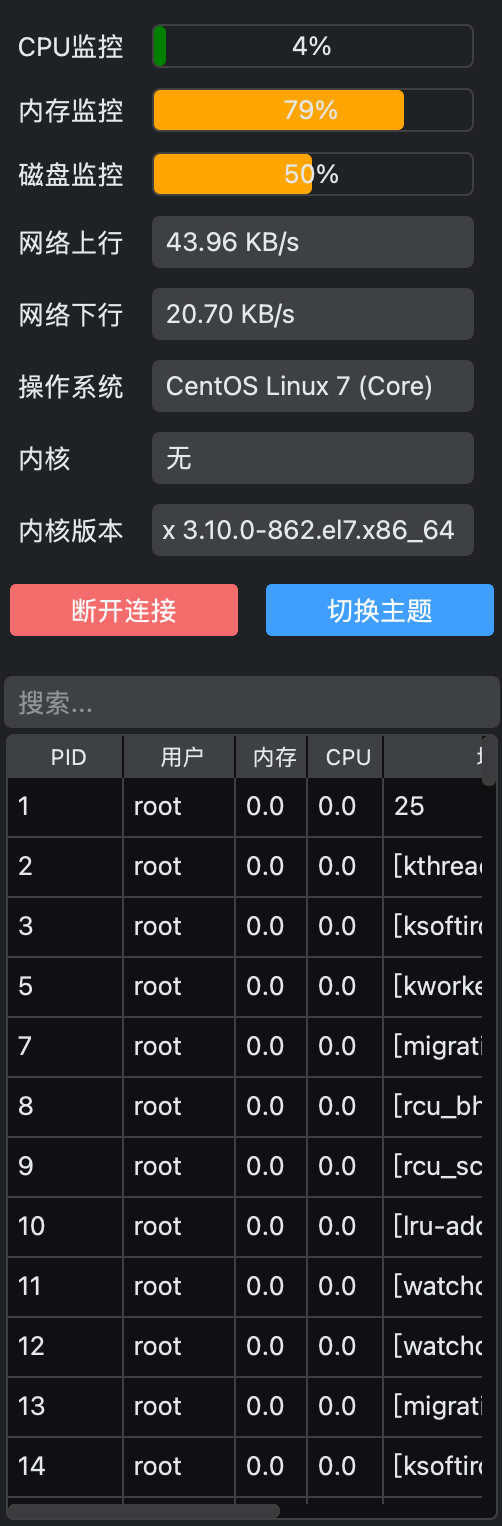 CPU监控 4%
内存监控 79%
磁盘监控 50%
网络上行 43.96 KB/s
网络下行 20.70 KB/s
操作系统 CentOS Linux 7 (Core)
内核 无
内核版本 x 3.10.0-862.el7.x86_64
断开连接 切换主题
搜索...
PID 用户 内存 CPU
1 root 0.0 0.0 25
2 root 0.0 0.0 [kthrea
3 root 0.0 0.0 [ksoftir
5 root 0.0 0.0 [kworke
7 root 0.0 0.0 [migrati
8 root 0.0 0.0 [rcu_bh
9 root 0.0 0.0 [rcu_sc
10 root 0.0 0.0 [lru-add
11 root 0.0 0.0 [watchd
12 root 0.0 0.0 [watchd
13 root 0.0 0.0 [migrati
14 root 0.0 0.0 [ksoftir